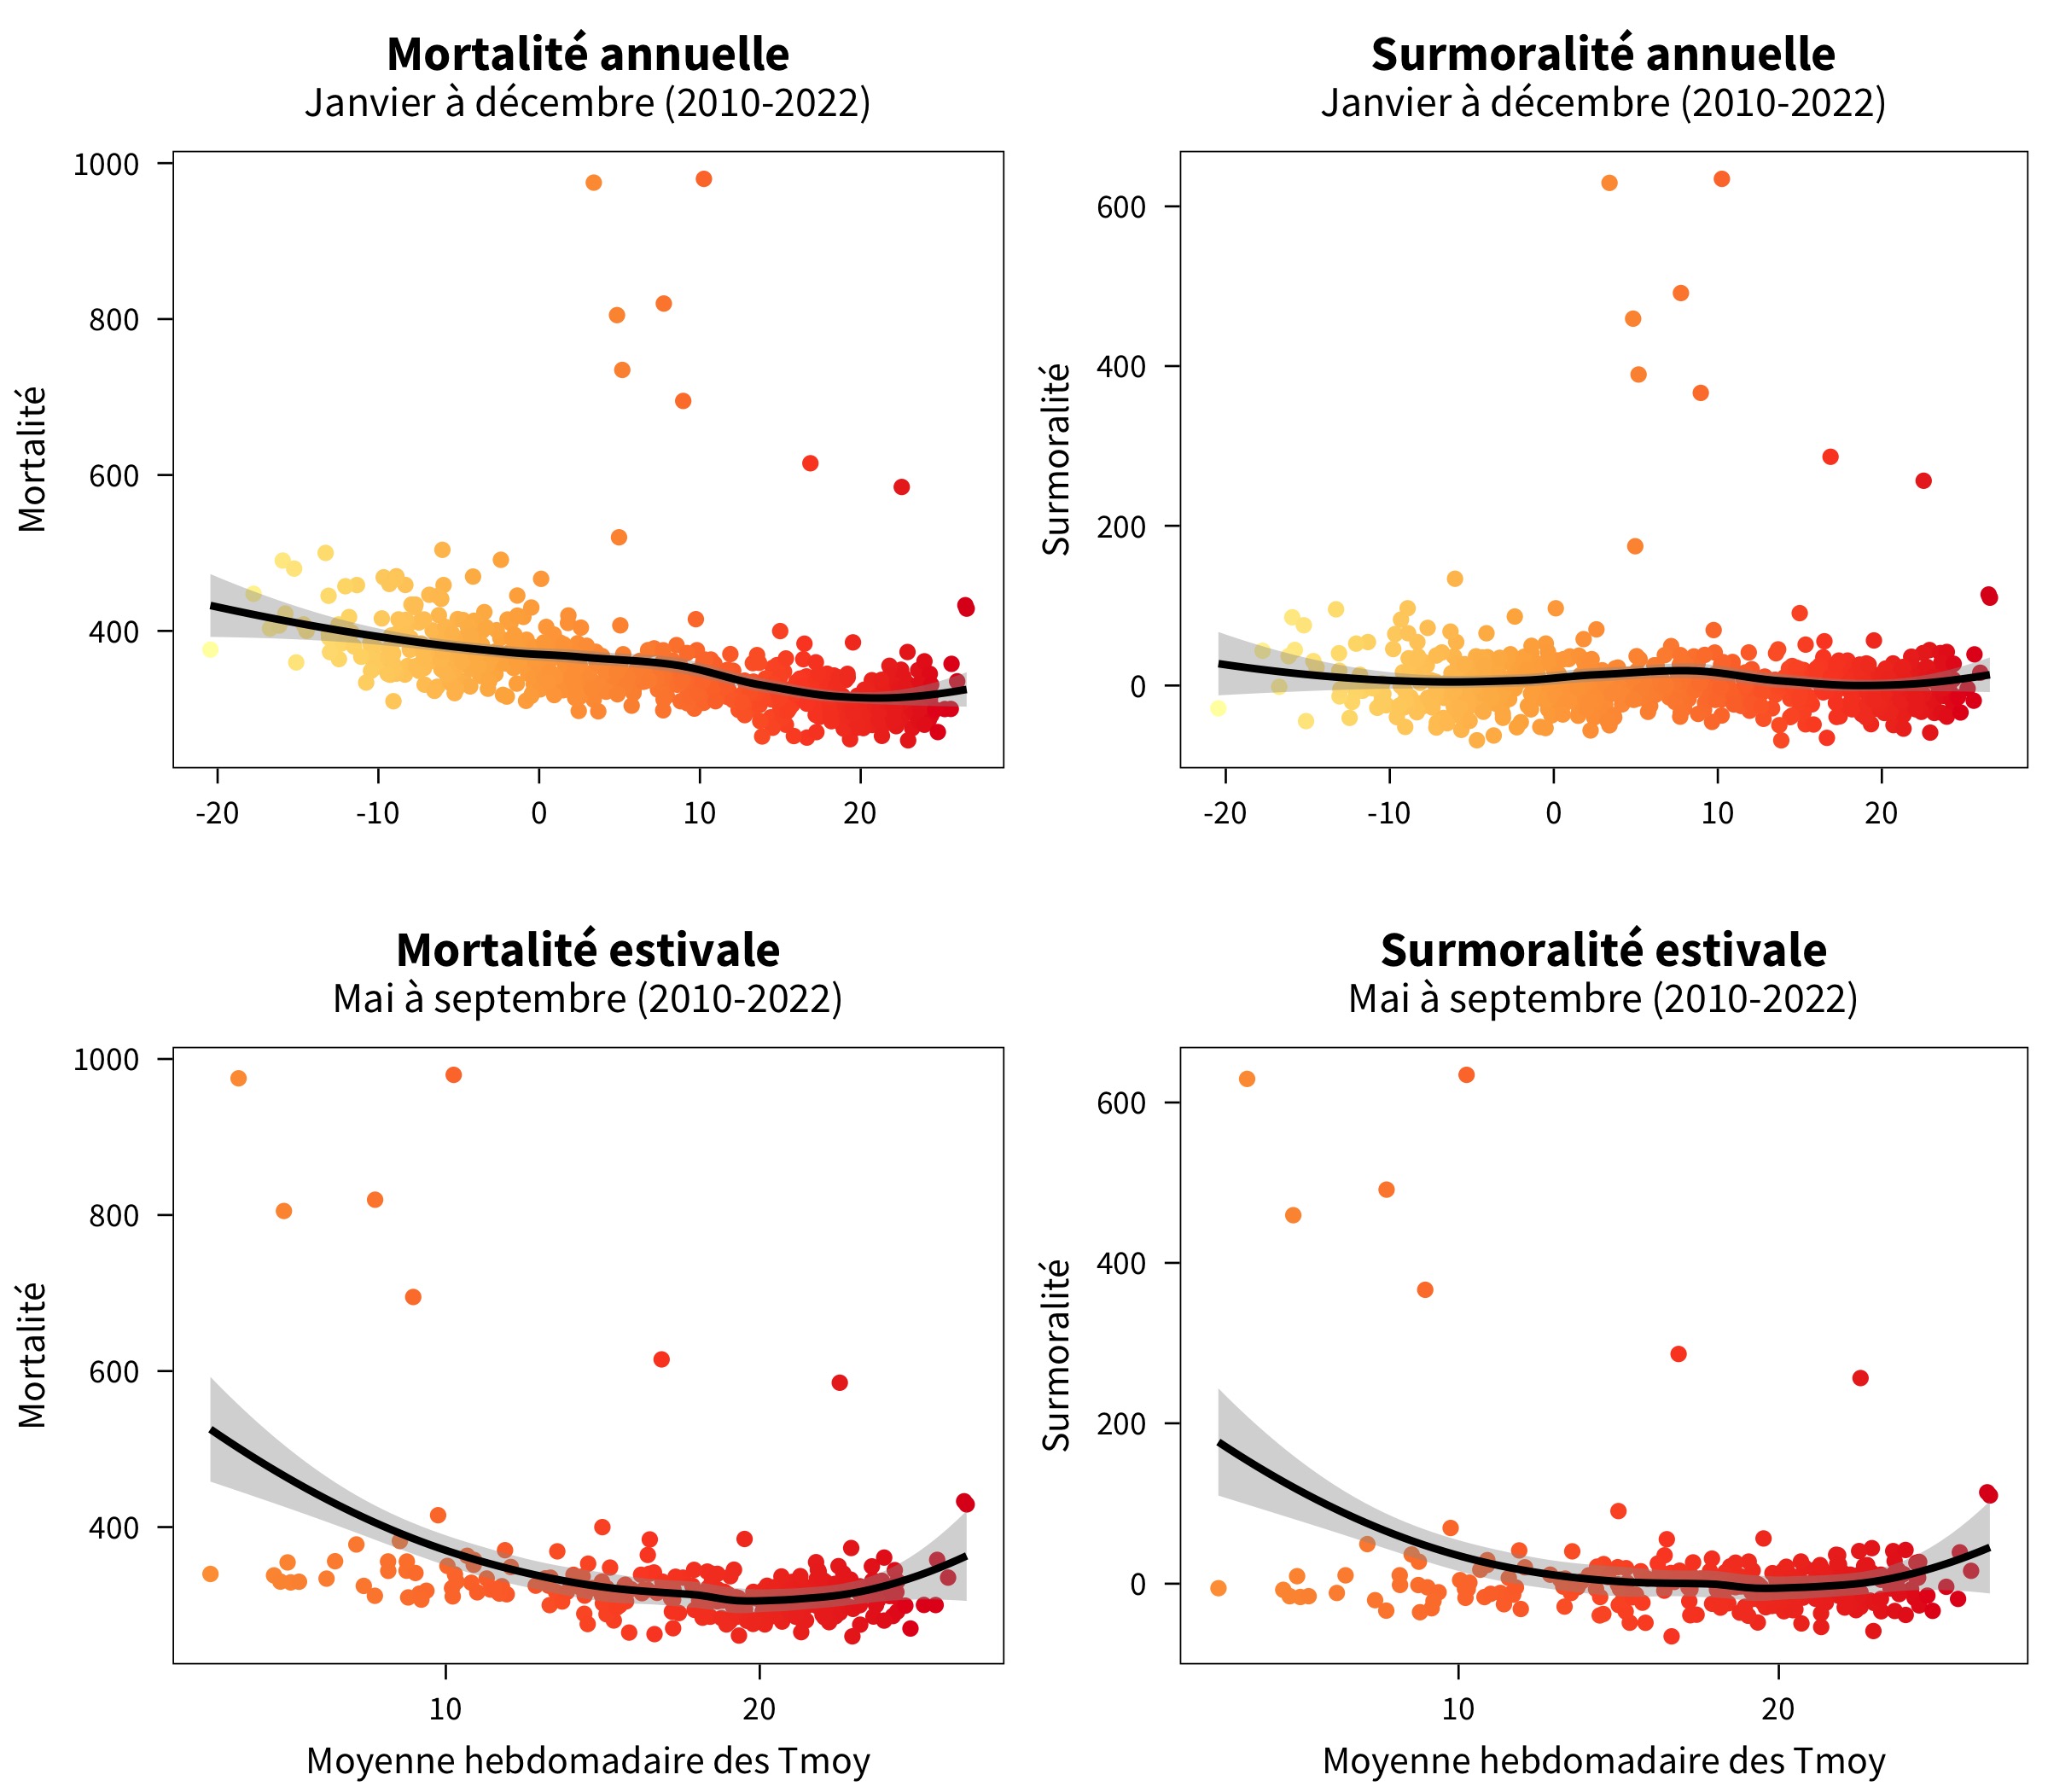 Mortalité annuelle
Janvier à décembre (2010-2022)
Mortalité
1000
800
600
400
-20 -10 0 10 20
Surmoralité annuelle
Janvier à décembre (2010-2022)
Surmoralité
600
400
200
0
-20 -10 0 10 20
Mortalité estivale
Mai à septembre (2010-2022)
Mortalité
1000
800
600
400
10 20
Moyenne hebdomadaire des Tmoy
Surmoralité estivale
Mai à septembre (2010-2022)
Surmoralité
600
400
200
0
10 20
Moyenne hebdomadaire des Tmoy